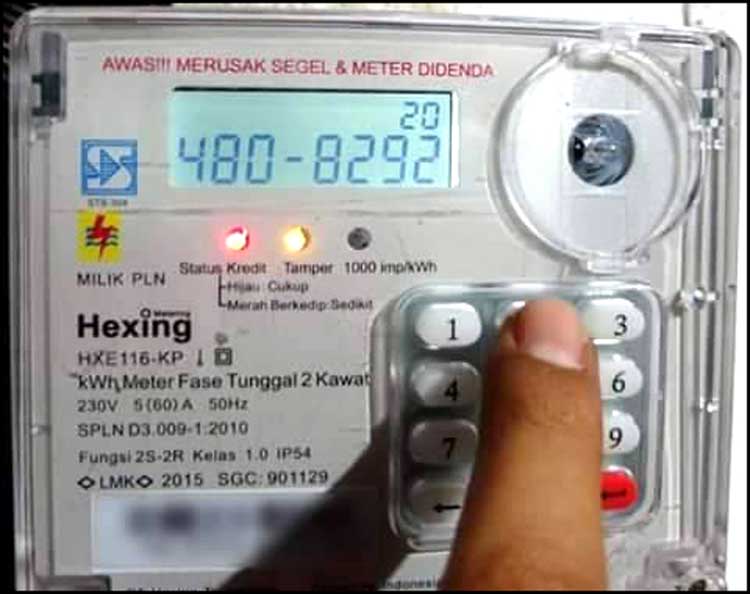 AWAS!!! MERUSAK SEGEL & METER DIDENDA
20
480-8292
STS
MILIK PLN
Status Kredit Tamper 1000 imp/kWh
Hijau: Cukup
Merah Berkedip: Sedikit
Hexing
HXE116-KP
kWh Meter Fase Tunggal 2 Kawat
230V 5(60)A 50Hz
SPLN D3.009-1:2010
Fungsi 2S-2R Kelas 1.0 IP54
LMK 2015 SGC: 901129
1 3
4 6
7 9